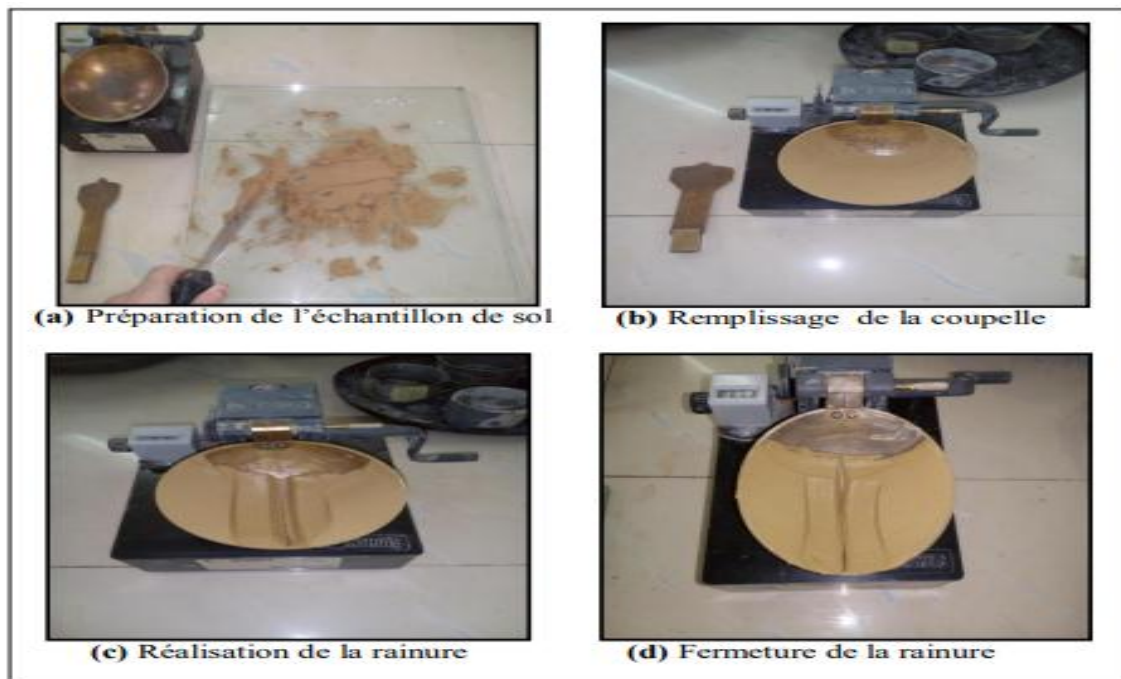 (a) Préparation de l'échantillon de sol
(b) Remplissage de la coupelle
(c) Réalisation de la rainure
(d) Fermeture de la rainure